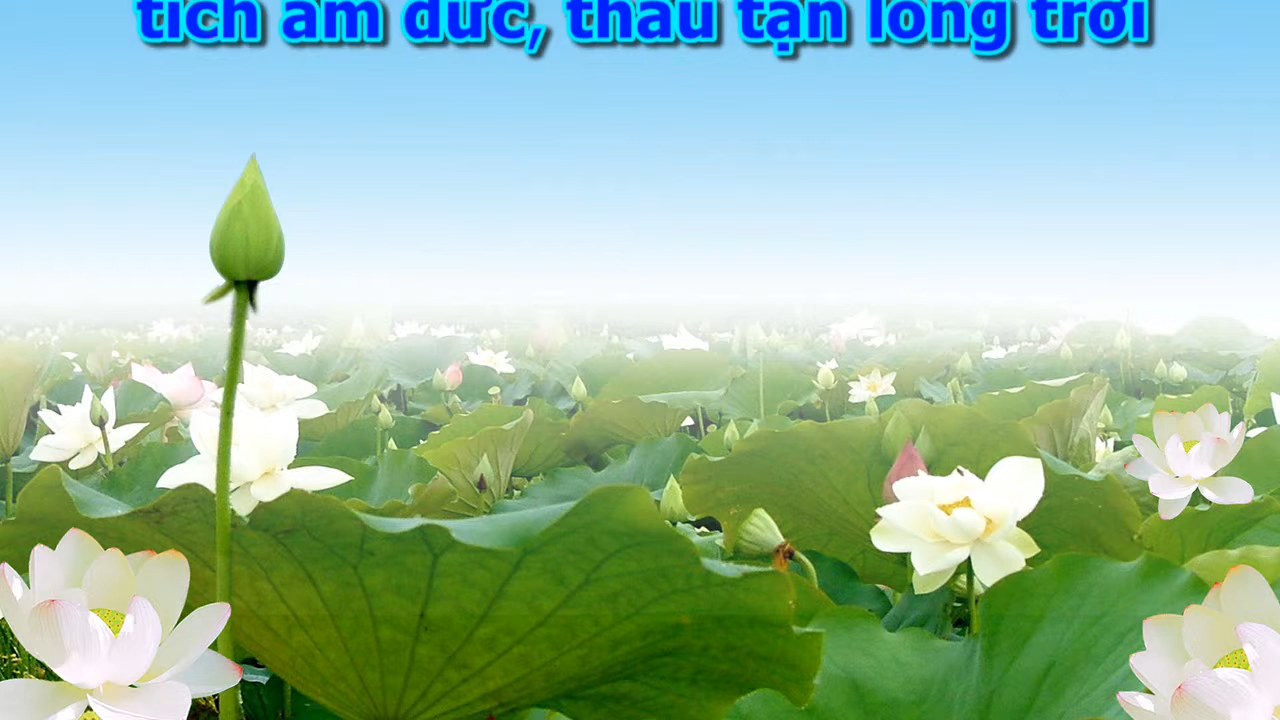 tích âm đức, thấu tận lòng trời